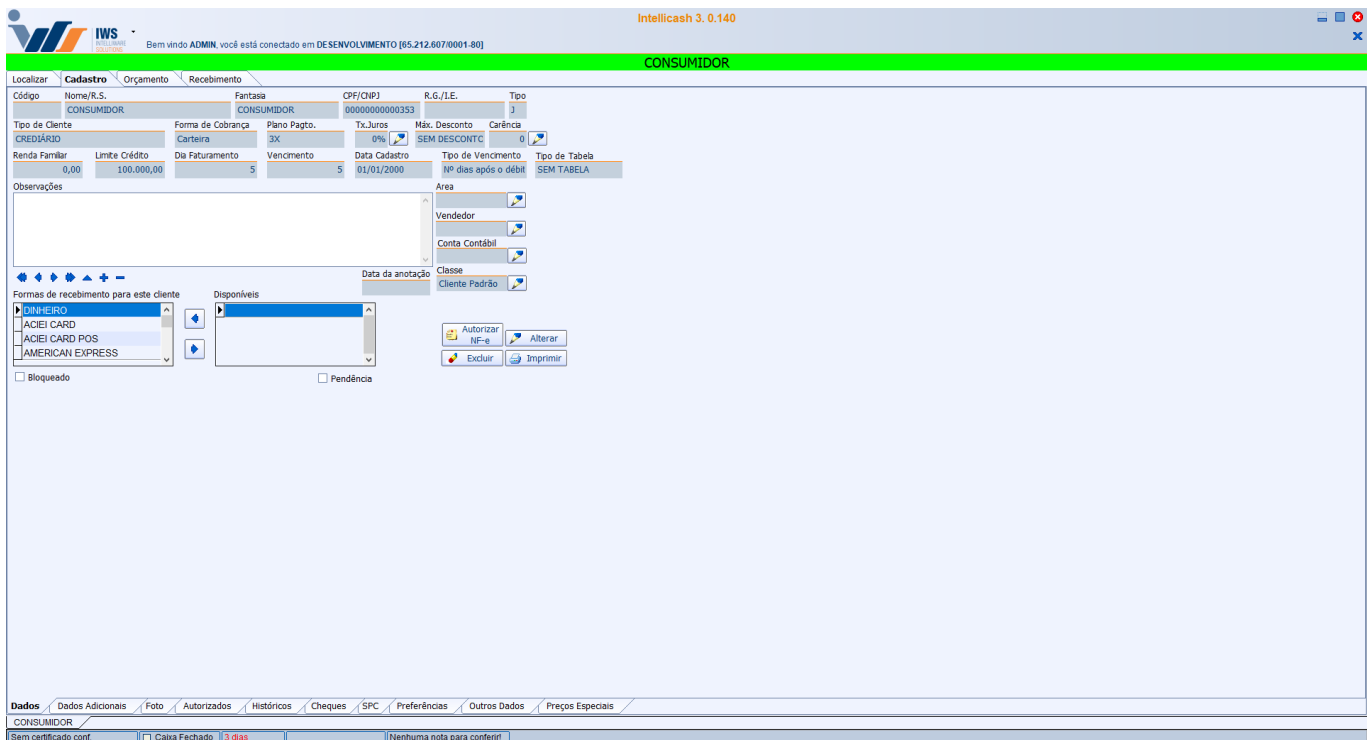 Intellicash 3. 0.140
IWS
INTELLIWARE
SOLUTIONS
Bem vindo ADMIN, você está conectado em DESENVOLVIMENTO [65.212.607/0001-80]
CONSUMIDOR
Localizar Cadastro Orçamento Recebimento
Código Nome/R.S. Fantasia CPF/CNPJ R.G./I.E. Tipo
CONSUMIDOR CONSUMIDOR 00000000000353 J
Tipo de Cliente Forma de Cobrança Plano Pagto. Tx.Juros Máx. Desconto Carência
CREDIÁRIO Carteira 3X 0% SEM DESCONTC 0
Renda Familar Limite Crédito Dia Faturamento Vencimento Data Cadastro Tipo de Vencimento Tipo de Tabela
0,00 100.000,00 5 5 01/01/2000 Nº dias após o débit SEM TABELA
Observações Area
Vendedor
Conta Contábil
Data da anotação Classe
Cliente Padrão
Formas de recebimento para este cliente Disponíveis
DINHEIRO
ACIEI CARD
ACIEI CARD POS
AMERICAN EXPRESS
Autorizar
NF-e
Alterar
Excluir Imprimir
Bloqueado Pendência
Dados Dados Adicionais Foto Autorizados Históricos Cheques SPC Preferências Outros Dados Preços Especiais
CONSUMIDOR
Sem certificado conf. Caixa Fechado 3 dias Nenhuma nota para conferir!